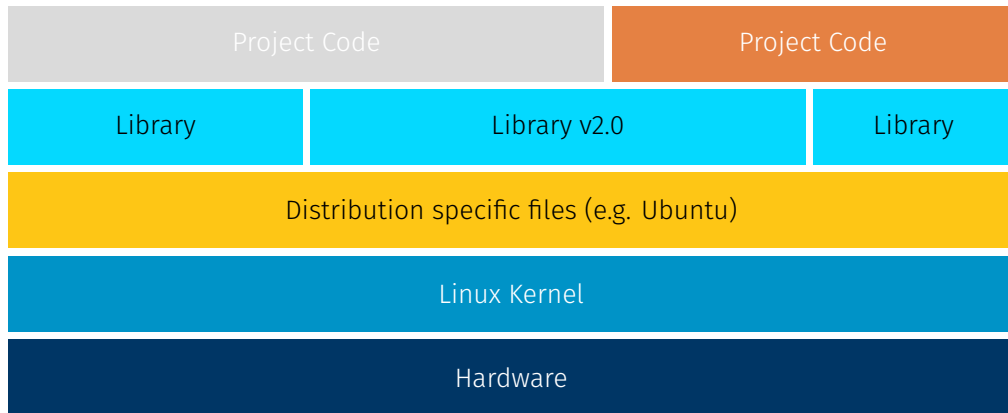 Project Code
Project Code
Library
Library v2.0
Library
Distribution specific files (e.g. Ubuntu)
Linux Kernel
Hardware